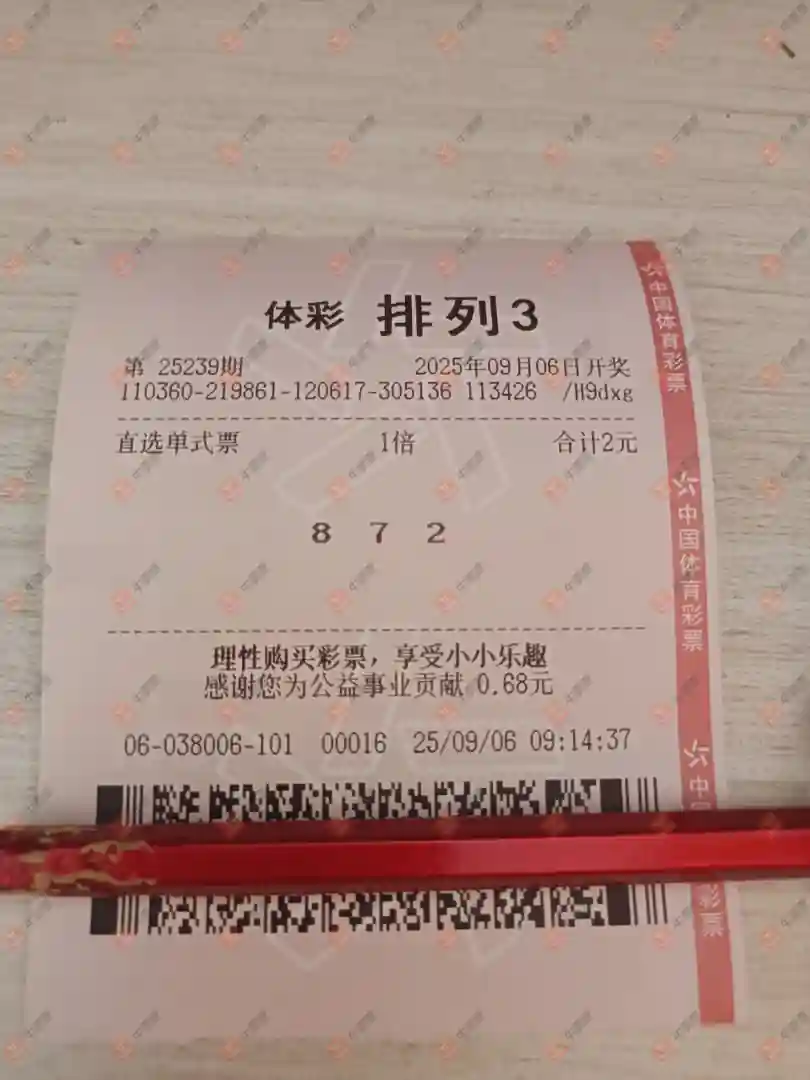 体彩 排列3
第 25239期 2025年09月06日开奖
110360-219861-120617-305136 113426 /H9dxg
直选单式票 1倍 合计2元
8 7 2
理性购买彩票，享受小小乐趣
感谢您为公益事业贡献 0.68元
06-038006-101 00016 25/09/06 09:14:37
中国体育彩票
中国体育彩票
中国
彩票